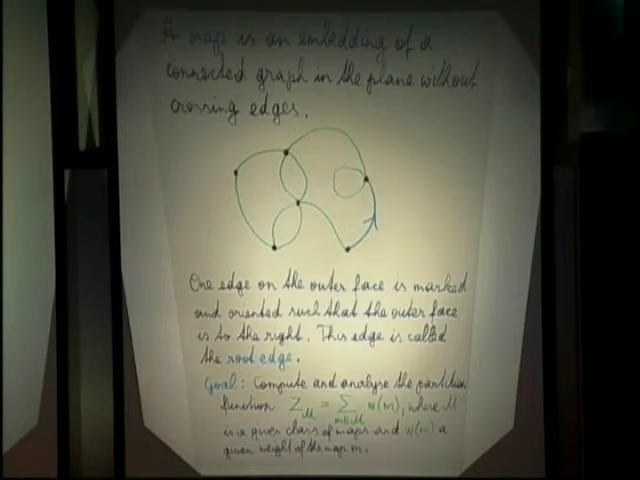 A map is an embedding of a
connected graph in the plane without
crossing edges.
One edge on the outer face is marked
and oriented such that the outer face
is to the right. This edge is called
the root edge.
Goal: Compute and analyse the partition
function Z_M = Σ_{m∈M} w(m), where M
is a given class of maps and w(m) a
given weight of the map m.